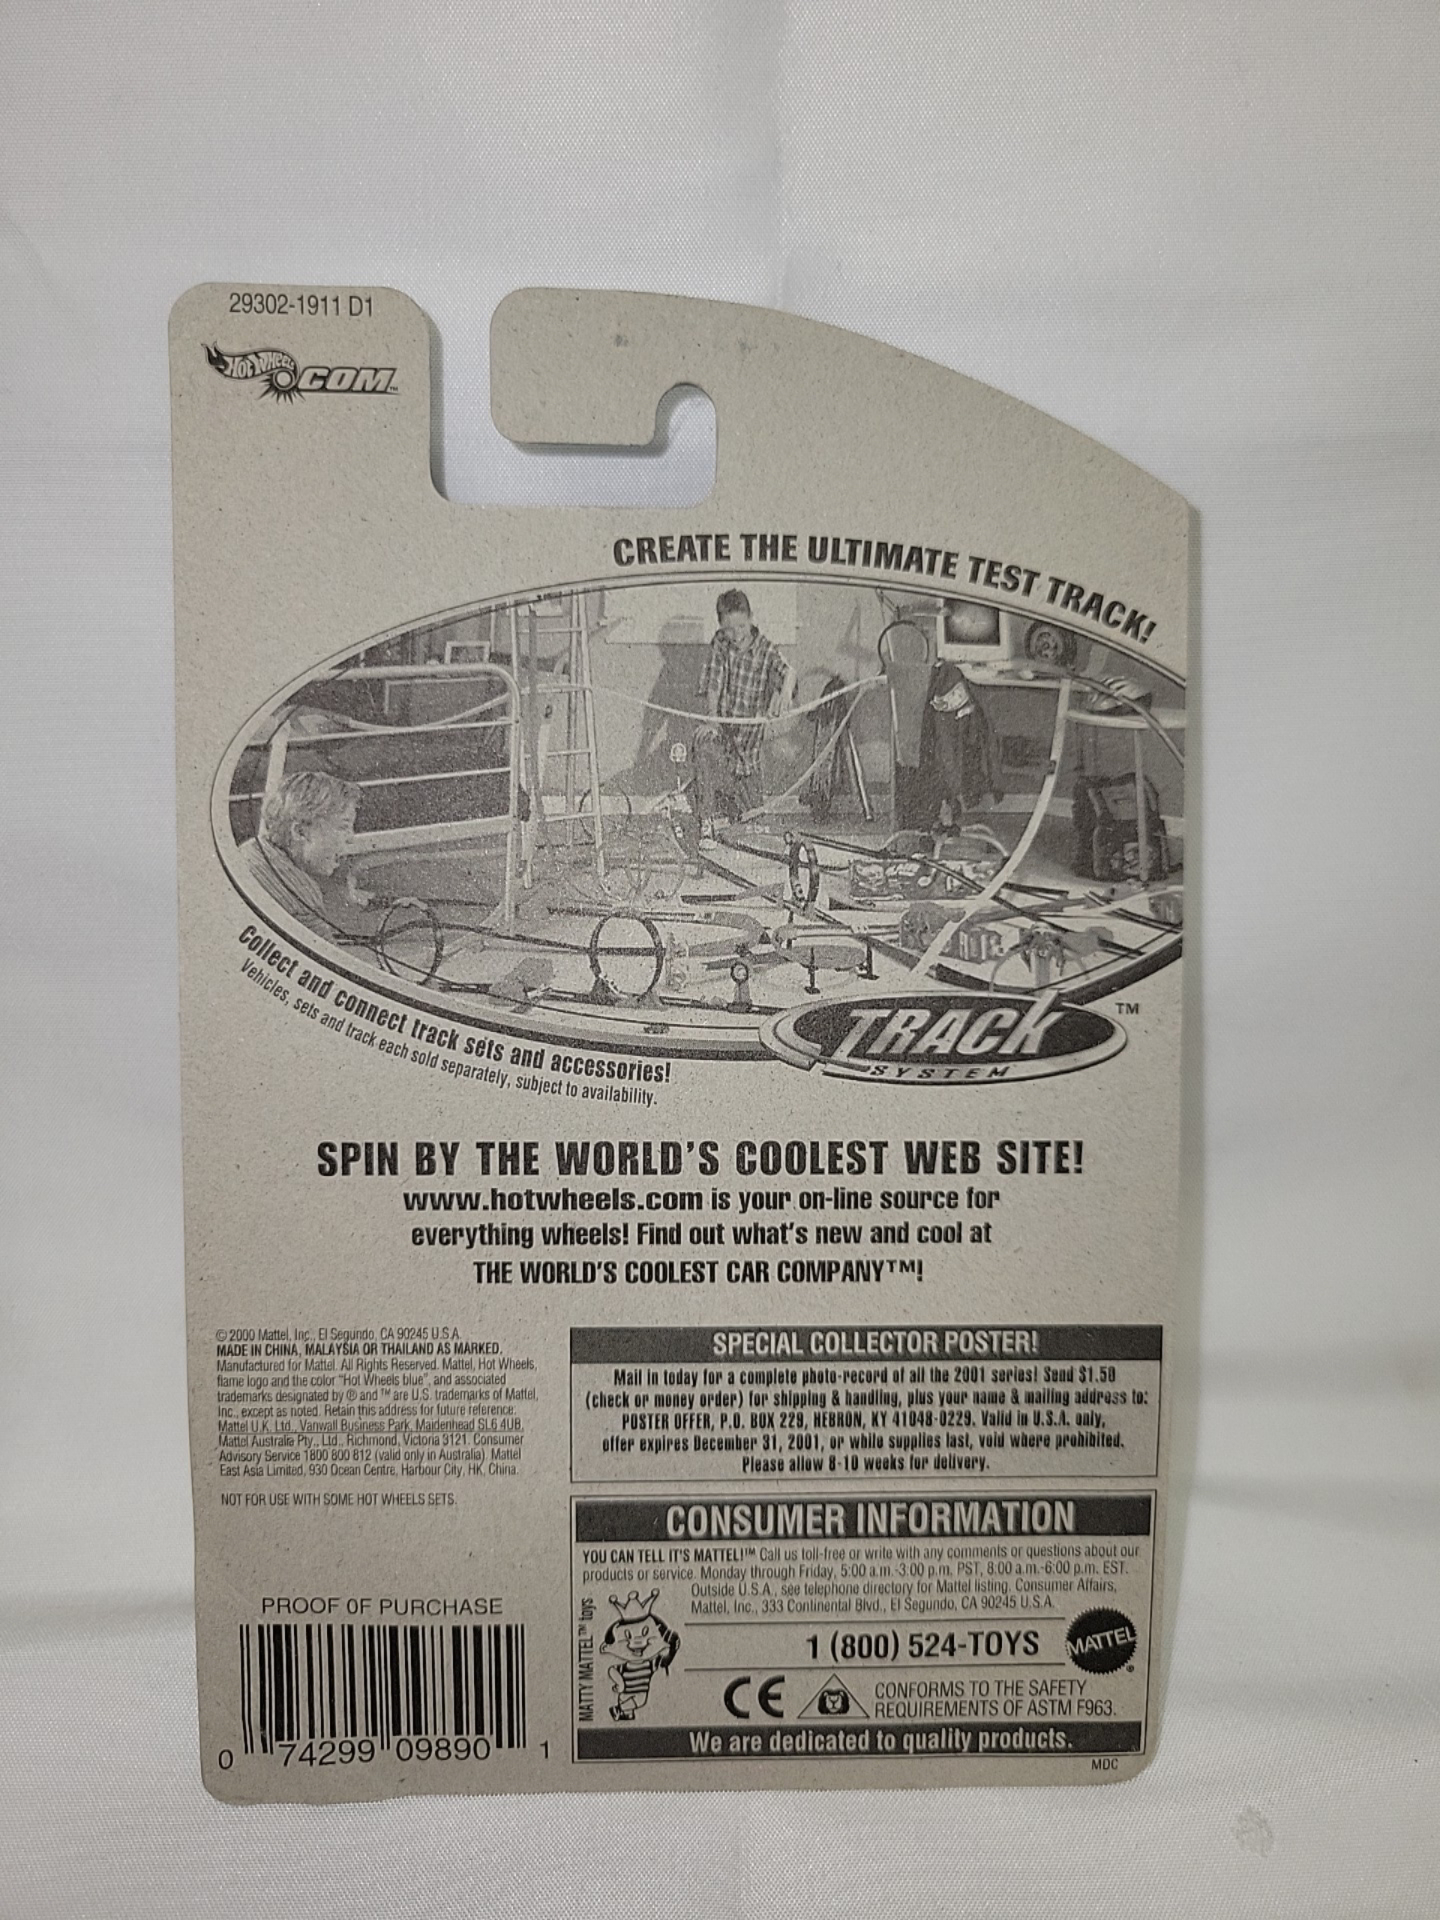 29302-1911 D1
HOT WHEELS .COM™
CREATE THE ULTIMATE TEST TRACK!
Collect and connect track sets and accessories!
Vehicles, sets and track each sold separately, subject to availability.
TRACK ™
SYSTEM
SPIN BY THE WORLD'S COOLEST WEB SITE!
www.hotwheels.com is your on-line source for
everything wheels! Find out what's new and cool at
THE WORLD'S COOLEST CAR COMPANY™!
© 2000 Mattel, Inc., El Segundo, CA 90245 U.S.A.
MADE IN CHINA, MALAYSIA OR THAILAND AS MARKED.
Manufactured for Mattel. All Rights Reserved. Mattel, Hot Wheels,
flame logo and the color "Hot Wheels blue", and associated
trademarks designated by ® and ™ are U.S. trademarks of Mattel,
Inc., except as noted. Retain this address for future reference:
Mattel U.K. Ltd., Vanwall Business Park, Maidenhead SL6 4UB.
Mattel Australia Pty., Ltd., Richmond, Victoria 3121. Consumer
Advisory Service 1800 800 812 (valid only in Australia). Mattel
East Asia Limited, 930 Ocean Centre, Harbour City, HK, China.
NOT FOR USE WITH SOME HOT WHEELS SETS.
PROOF OF PURCHASE
0 74299 09890 1
SPECIAL COLLECTOR POSTER!
Mail in today for a complete photo-record of all the 2001 series! Send $1.50
(check or money order) for shipping & handling, plus your name & mailing address to:
POSTER OFFER, P.O. BOX 229, HEBRON, KY 41048-0229. Valid in U.S.A. only,
offer expires December 31, 2001, or while supplies last, void where prohibited.
Please allow 8-10 weeks for delivery.
CONSUMER INFORMATION
YOU CAN TELL IT'S MATTEL!™ Call us toll-free or write with any comments or questions about our
products or service. Monday through Friday, 5:00 a.m.-3:00 p.m. PST, 8:00 a.m.-6:00 p.m. EST.
Outside U.S.A., see telephone directory for Mattel listing. Consumer Affairs,
Mattel, Inc., 333 Continental Blvd., El Segundo, CA 90245 U.S.A.
MATTY MATTEL™ toys
1 (800) 524-TOYS
MATTEL ®
CE
CONFORMS TO THE SAFETY
REQUIREMENTS OF ASTM F963.
We are dedicated to quality products.
MDC